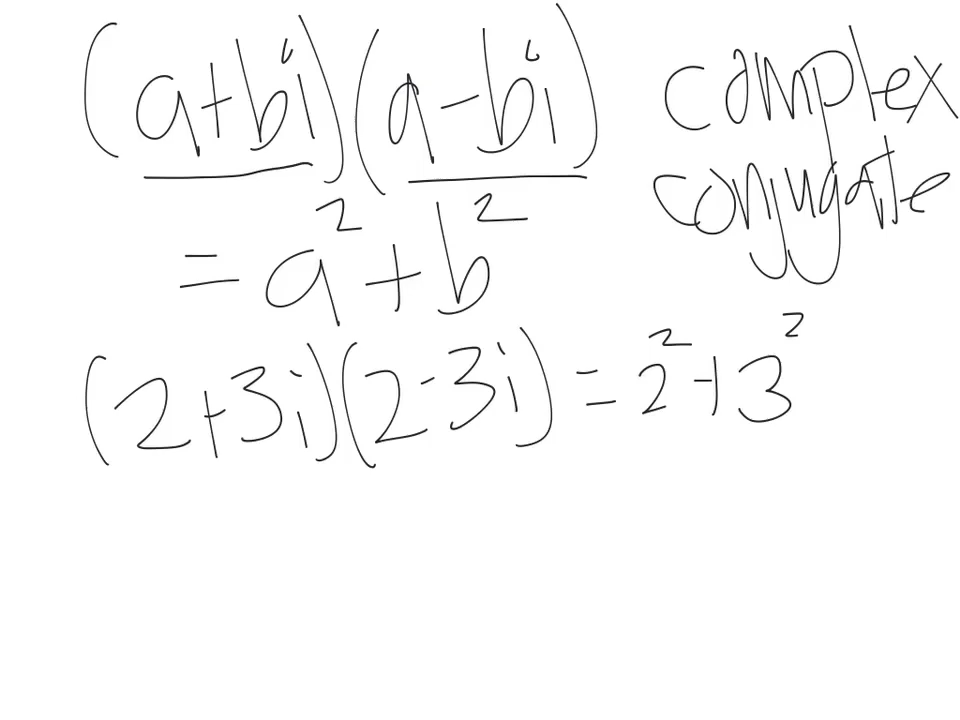 (a+bi)(a-bi) complex
conjugate
= a² + b²
(2+3i)(2-3i) = 2² + 3²